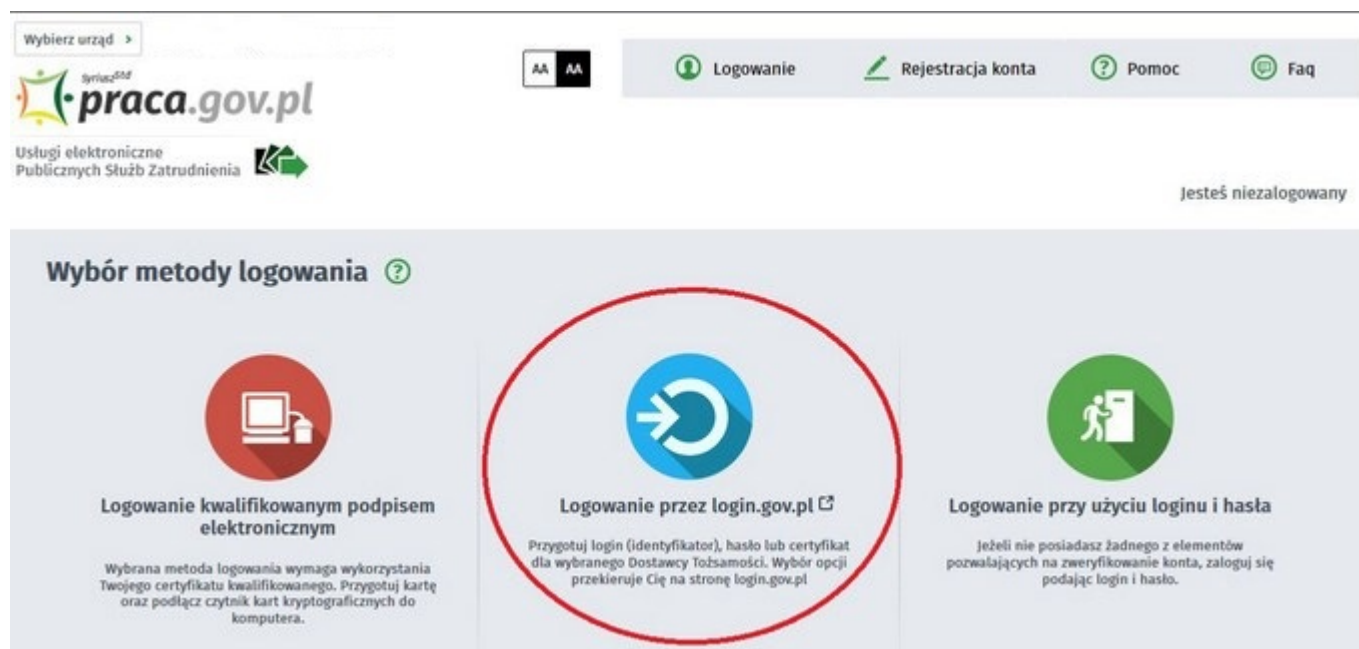 Wybierz urząd
AA AA
Logowanie
Rejestracja konta
Pomoc
Faq
SyriuszStd
praca.gov.pl
Usługi elektroniczne
Publicznych Służb Zatrudnienia
Jesteś niezalogowany
Wybór metody logowania
Logowanie kwalifikowanym podpisem
elektronicznym
Wybrana metoda logowania wymaga wykorzystania
Twojego certyfikatu kwalifikowanego. Przygotuj kartę
oraz podłącz czytnik kart kryptograficznych do
komputera.
Logowanie przez login.gov.pl
Przygotuj login (identyfikator), hasło lub certyfikat
dla wybranego Dostawcy Tożsamości. Wybór opcji
przekieruje Cię na stronę login.gov.pl
Logowanie przy użyciu loginu i hasła
Jeżeli nie posiadasz żadnego z elementów
pozwalających na zweryfikowanie konta, zaloguj się
podając login i hasło.